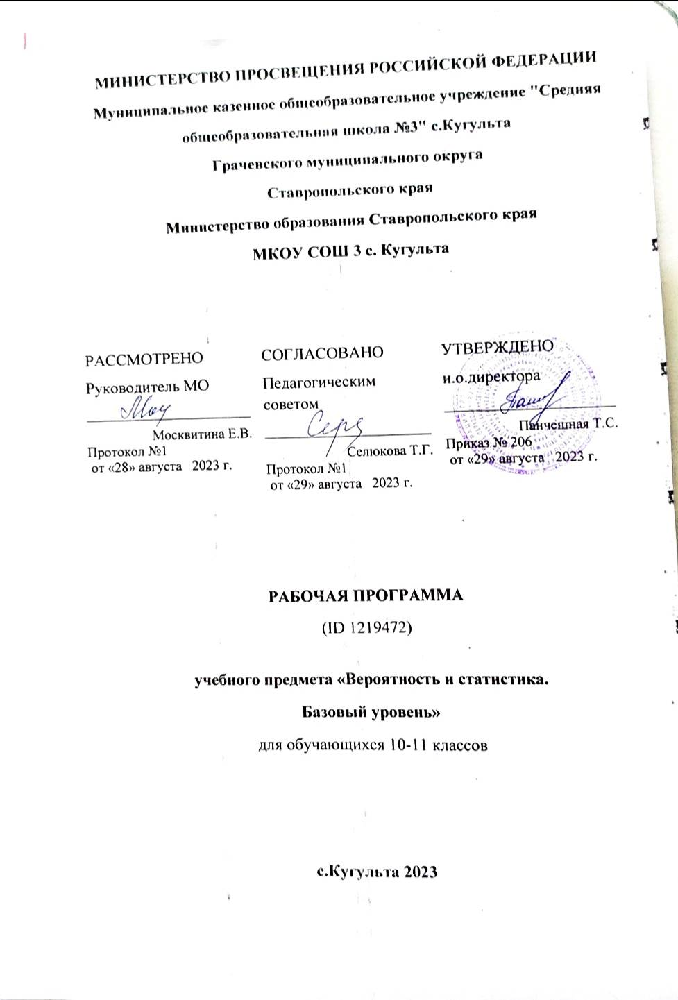 МИНИСТЕРСТВО ПРОСВЕЩЕНИЯ РОССИЙСКОЙ ФЕДЕРАЦИИ
Муниципальное казенное общеобразовательное учреждение "Средняя
общеобразовательная школа №3" с.Кугульта
Грачевского муниципального округа
Ставропольского края
Министерство образования Ставропольского края
МКОУ СОШ 3 с. Кугульта
РАССМОТРЕНО
Руководитель МО
Москвитина Е.В.
Протокол №1
от «28» августа 2023 г.
СОГЛАСОВАНО
Педагогическим
советом
Селюкова Т.Г.
Протокол №1
от «29» августа 2023 г.
УТВЕРЖДЕНО
и.о.директора
Панчешная Т.С.
Приказ № 206
от «29» августа 2023 г.
РАБОЧАЯ ПРОГРАММА
(ID 1219472)
учебного предмета «Вероятность и статистика.
Базовый уровень»
для обучающихся 10-11 классов
с.Кугульта 2023